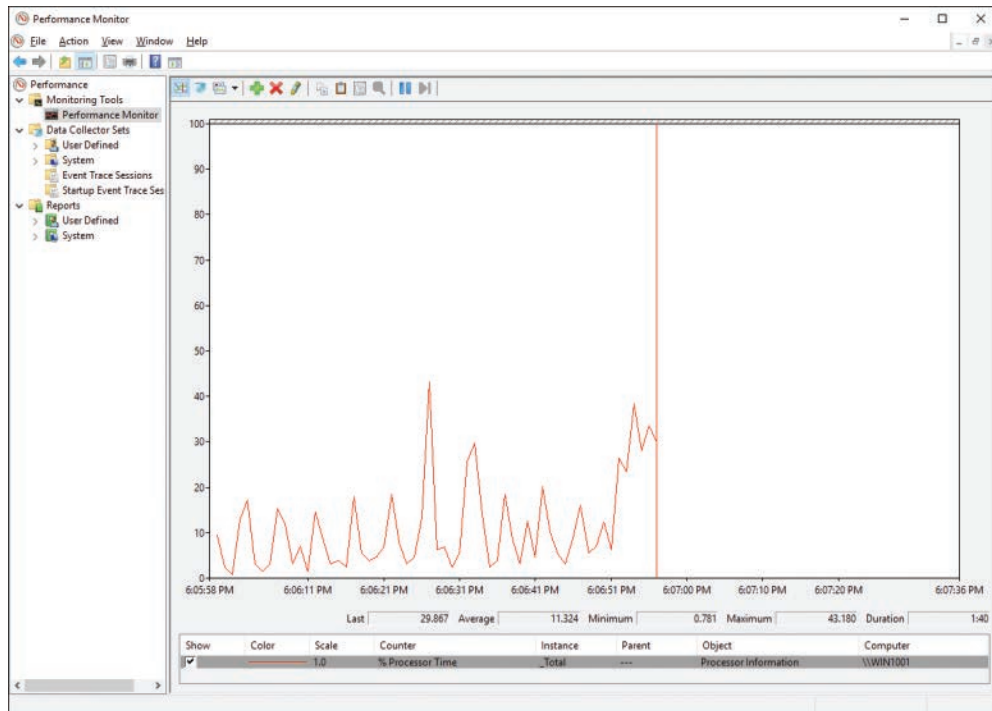 Performance Monitor
File Action View Window Help
Performance
Monitoring Tools
Performance Monitor
Data Collector Sets
User Defined
System
Event Trace Sessions
Startup Event Trace Ses
Reports
User Defined
System
100
90
80
70
60
50
40
30
20
10
0
6:05:58 PM 6:06:11 PM 6:06:21 PM 6:06:31 PM 6:06:41 PM 6:06:51 PM 6:07:00 PM 6:07:10 PM 6:07:20 PM 6:07:36 PM
Last 29.867 Average 11.324 Minimum 0.781 Maximum 43.180 Duration 1:40
Show Color Scale Counter Instance Parent Object Computer
1.0 % Processor Time _Total --- Processor Information \\WIN1001